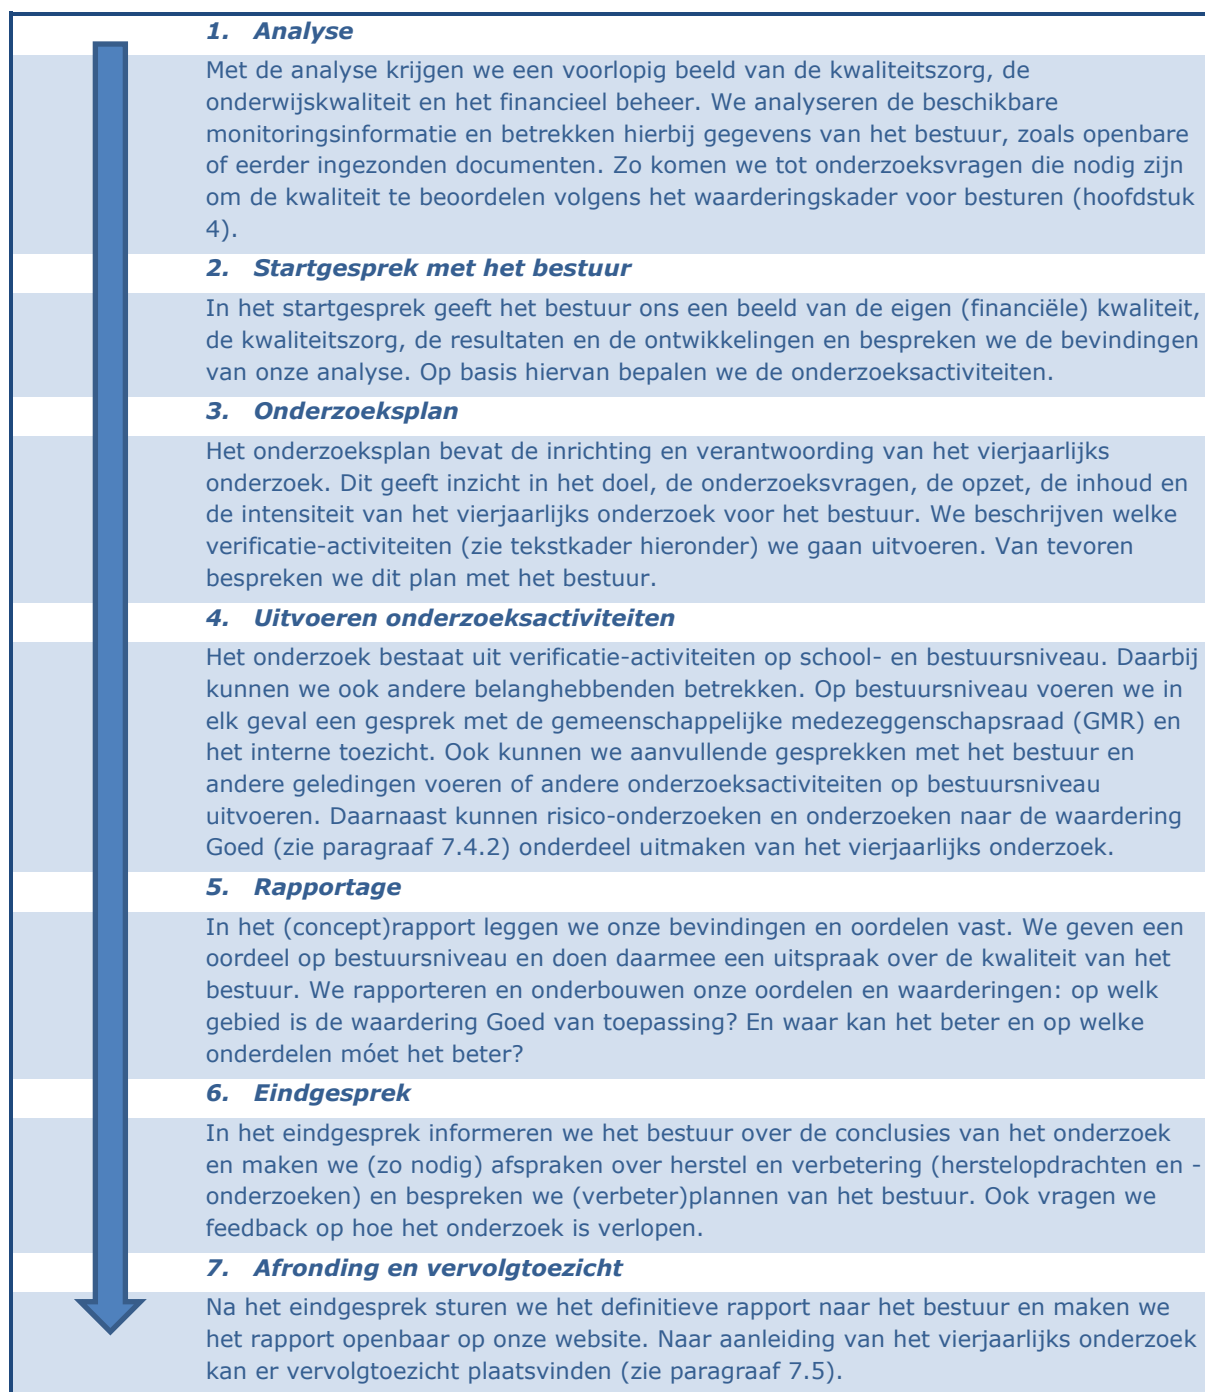 1. Analyse
Met de analyse krijgen we een voorlopig beeld van de kwaliteitszorg, de
onderwijskwaliteit en het financieel beheer. We analyseren de beschikbare
monitoringsinformatie en betrekken hierbij gegevens van het bestuur, zoals openbare
of eerder ingezonden documenten. Zo komen we tot onderzoeksvragen die nodig zijn
om de kwaliteit te beoordelen volgens het waarderingskader voor besturen (hoofdstuk
4).
2. Startgesprek met het bestuur
In het startgesprek geeft het bestuur ons een beeld van de eigen (financiële) kwaliteit,
de kwaliteitszorg, de resultaten en de ontwikkelingen en bespreken we de bevindingen
van onze analyse. Op basis hiervan bepalen we de onderzoeksactiviteiten.
3. Onderzoeksplan
Het onderzoeksplan bevat de inrichting en verantwoording van het vierjaarlijks
onderzoek. Dit geeft inzicht in het doel, de onderzoeksvragen, de opzet, de inhoud en
de intensiteit van het vierjaarlijks onderzoek voor het bestuur. We beschrijven welke
verificatie-activiteiten (zie tekstkader hieronder) we gaan uitvoeren. Van tevoren
bespreken we dit plan met het bestuur.
4. Uitvoeren onderzoeksactiviteiten
Het onderzoek bestaat uit verificatie-activiteiten op school- en bestuursniveau. Daarbij
kunnen we ook andere belanghebbenden betrekken. Op bestuursniveau voeren we in
elk geval een gesprek met de gemeenschappelijke medezeggenschapsraad (GMR) en
het interne toezicht. Ook kunnen we aanvullende gesprekken met het bestuur en
andere geledingen voeren of andere onderzoeksactiviteiten op bestuursniveau
uitvoeren. Daarnaast kunnen risico-onderzoeken en onderzoeken naar de waardering
Goed (zie paragraaf 7.4.2) onderdeel uitmaken van het vierjaarlijks onderzoek.
5. Rapportage
In het (concept)rapport leggen we onze bevindingen en oordelen vast. We geven een
oordeel op bestuursniveau en doen daarmee een uitspraak over de kwaliteit van het
bestuur. We rapporteren en onderbouwen onze oordelen en waarderingen: op welk
gebied is de waardering Goed van toepassing? En waar kan het beter en op welke
onderdelen móet het beter?
6. Eindgesprek
In het eindgesprek informeren we het bestuur over de conclusies van het onderzoek
en maken we (zo nodig) afspraken over herstel en verbetering (herstelopdrachten en -
onderzoeken) en bespreken we (verbeter)plannen van het bestuur. Ook vragen we
feedback op hoe het onderzoek is verlopen.
7. Afronding en vervolgtoezicht
Na het eindgesprek sturen we het definitieve rapport naar het bestuur en maken we
het rapport openbaar op onze website. Naar aanleiding van het vierjaarlijks onderzoek
kan er vervolgtoezicht plaatsvinden (zie paragraaf 7.5).